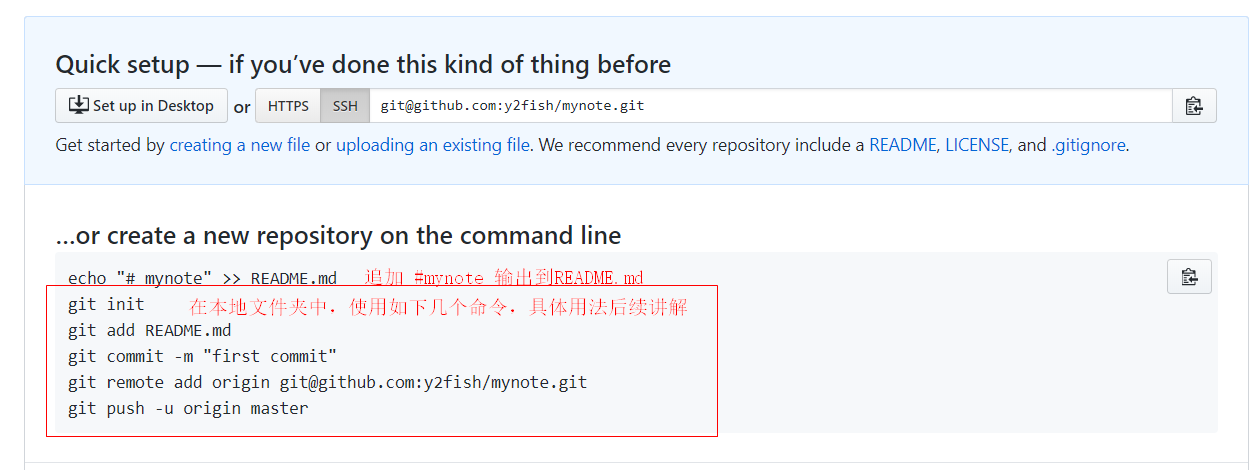 Quick setup — if you’ve done this kind of thing before
Set up in Desktop or HTTPS SSH git@github.com:y2fish/mynote.git
Get started by creating a new file or uploading an existing file. We recommend every repository include a README, LICENSE, and .gitignore.
…or create a new repository on the command line
echo "# mynote" >> README.md 追加 #mynote 输出到README.md
git init 在本地文件夹中，使用如下几个命令，具体用法后续讲解
git add README.md
git commit -m "first commit"
git remote add origin git@github.com:y2fish/mynote.git
git push -u origin master